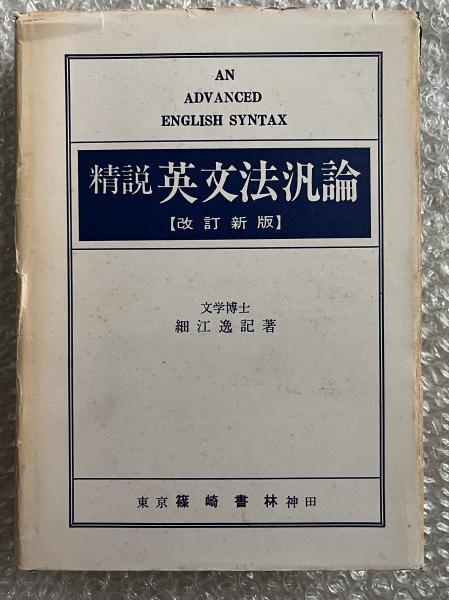 AN
ADVANCED
ENGLISH SYNTAX
精説 英文法汎論
【改訂新版】
文学博士
細江逸記著
東京 篠崎書林 神田